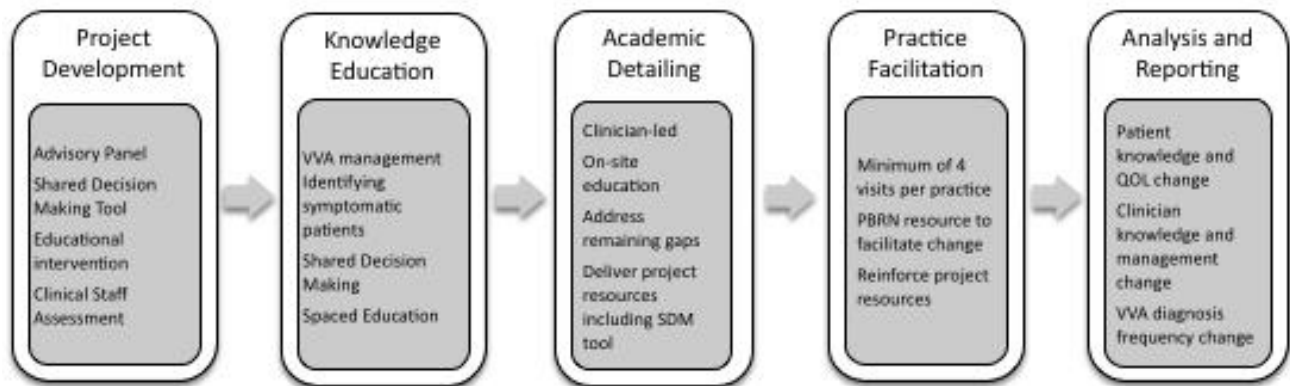 Project
Development
Advisory Panel
Shared Decision
Making Tool
Educational
intervention
Clinical Staff
Assessment
Knowledge
Education
VVA management
Identifying
symptomatic
patients
Shared Decision
Making
Spaced Education
Academic
Detailing
Clinician-led
On-site
education
Address
remaining gaps
Deliver project
resources
including SDM
tool
Practice
Facilitation
Minimum of 4
visits per practice
PBRN resource to
facilitate change
Reinforce project
resources
Analysis and
Reporting
Patient
knowledge and
QOL change
Clinician
knowledge and
management
change
VVA diagnosis
frequency change